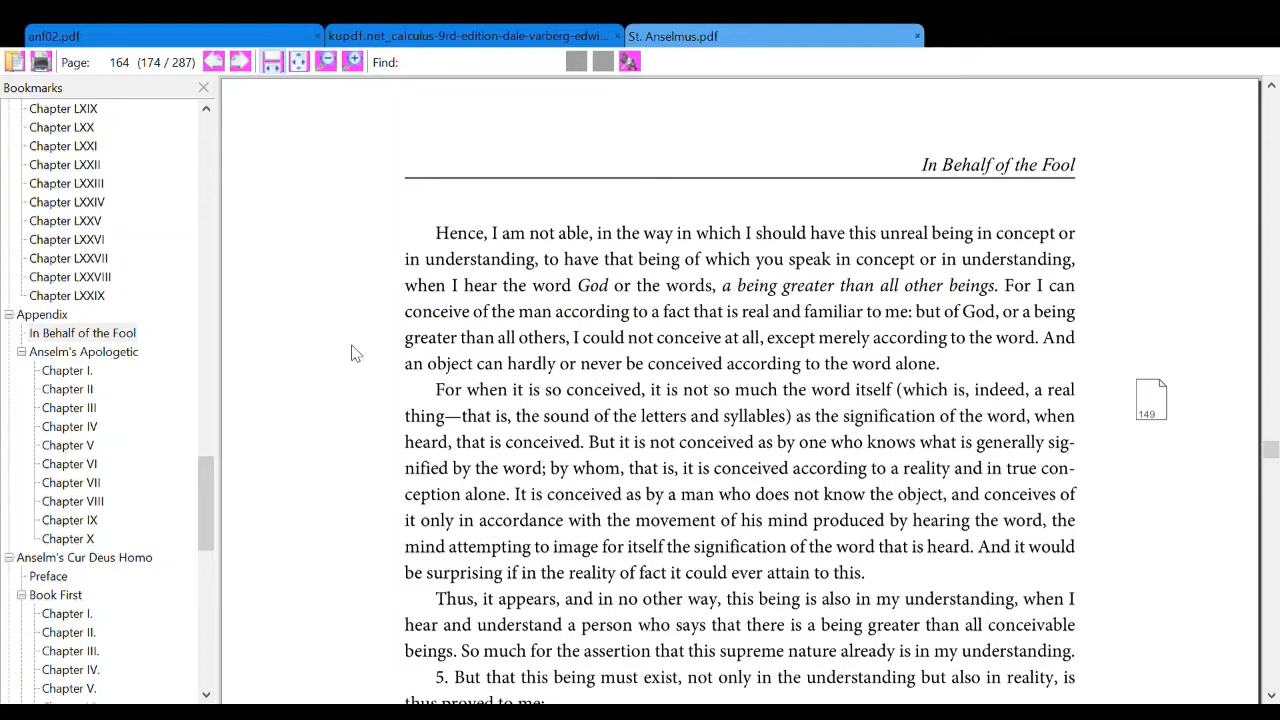 anf02.pdf × kupdf.net_calculus-9rd-edition-dale-varberg-edwi... × St. Anselmus.pdf ×
Page: 164 (174 / 287) Find:
Bookmarks
Chapter LXIX
Chapter LXX
Chapter LXXI
Chapter LXXII
Chapter LXXIII
Chapter LXXIV
Chapter LXXV
Chapter LXXVI
Chapter LXXVII
Chapter LXXVIII
Chapter LXXIX
Appendix
In Behalf of the Fool
Anselm's Apologetic
Chapter I.
Chapter II
Chapter III
Chapter IV
Chapter V
Chapter VI
Chapter VII
Chapter VIII
Chapter IX
Chapter X
Anselm's Cur Deus Homo
Preface
Book First
Chapter I.
Chapter II.
Chapter III.
Chapter IV.
Chapter V.
In Behalf of the Fool
Hence, I am not able, in the way in which I should have this unreal being in concept or
in understanding, to have that being of which you speak in concept or in understanding,
when I hear the word God or the words, a being greater than all other beings. For I can
conceive of the man according to a fact that is real and familiar to me: but of God, or a being
greater than all others, I could not conceive at all, except merely according to the word. And
an object can hardly or never be conceived according to the word alone.
For when it is so conceived, it is not so much the word itself (which is, indeed, a real
thing—that is, the sound of the letters and syllables) as the signification of the word, when
heard, that is conceived. But it is not conceived as by one who knows what is generally sig-
nified by the word; by whom, that is, it is conceived according to a reality and in true con-
ception alone. It is conceived as by a man who does not know the object, and conceives of
it only in accordance with the movement of his mind produced by hearing the word, the
mind attempting to image for itself the signification of the word that is heard. And it would
be surprising if in the reality of fact it could ever attain to this.
Thus, it appears, and in no other way, this being is also in my understanding, when I
hear and understand a person who says that there is a being greater than all conceivable
beings. So much for the assertion that this supreme nature already is in my understanding.
5. But that this being must exist, not only in the understanding but also in reality, is
thus proved to me:
149